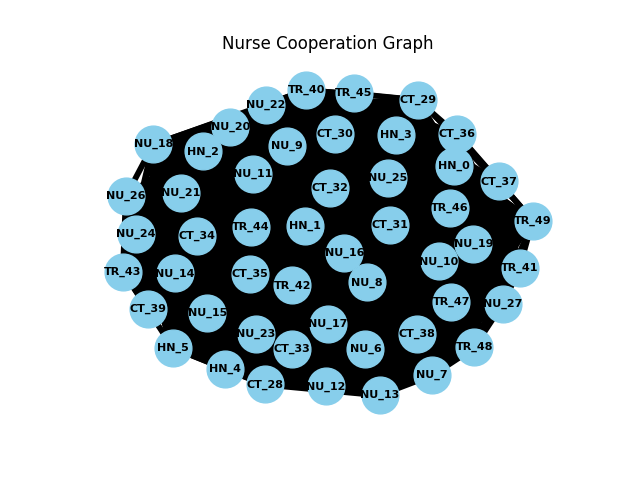 Nurse Cooperation Graph
TR_40
TR_45
CT_29
NU_22
NU_20
CT_30
HN_3
CT_36
NU_18
HN_2
NU_9
HN_0
NU_11
NU_25
CT_37
NU_26
NU_21
CT_32
TR_46
TR_49
NU_24
CT_34
TR_44
HN_1
CT_31
NU_19
NU_16
NU_10
TR_41
TR_43
NU_14
CT_35
TR_42
NU_8
CT_39
NU_15
TR_47
NU_27
NU_23
NU_17
CT_38
HN_5
CT_33
NU_6
TR_48
HN_4
CT_28
NU_12
NU_7
NU_13